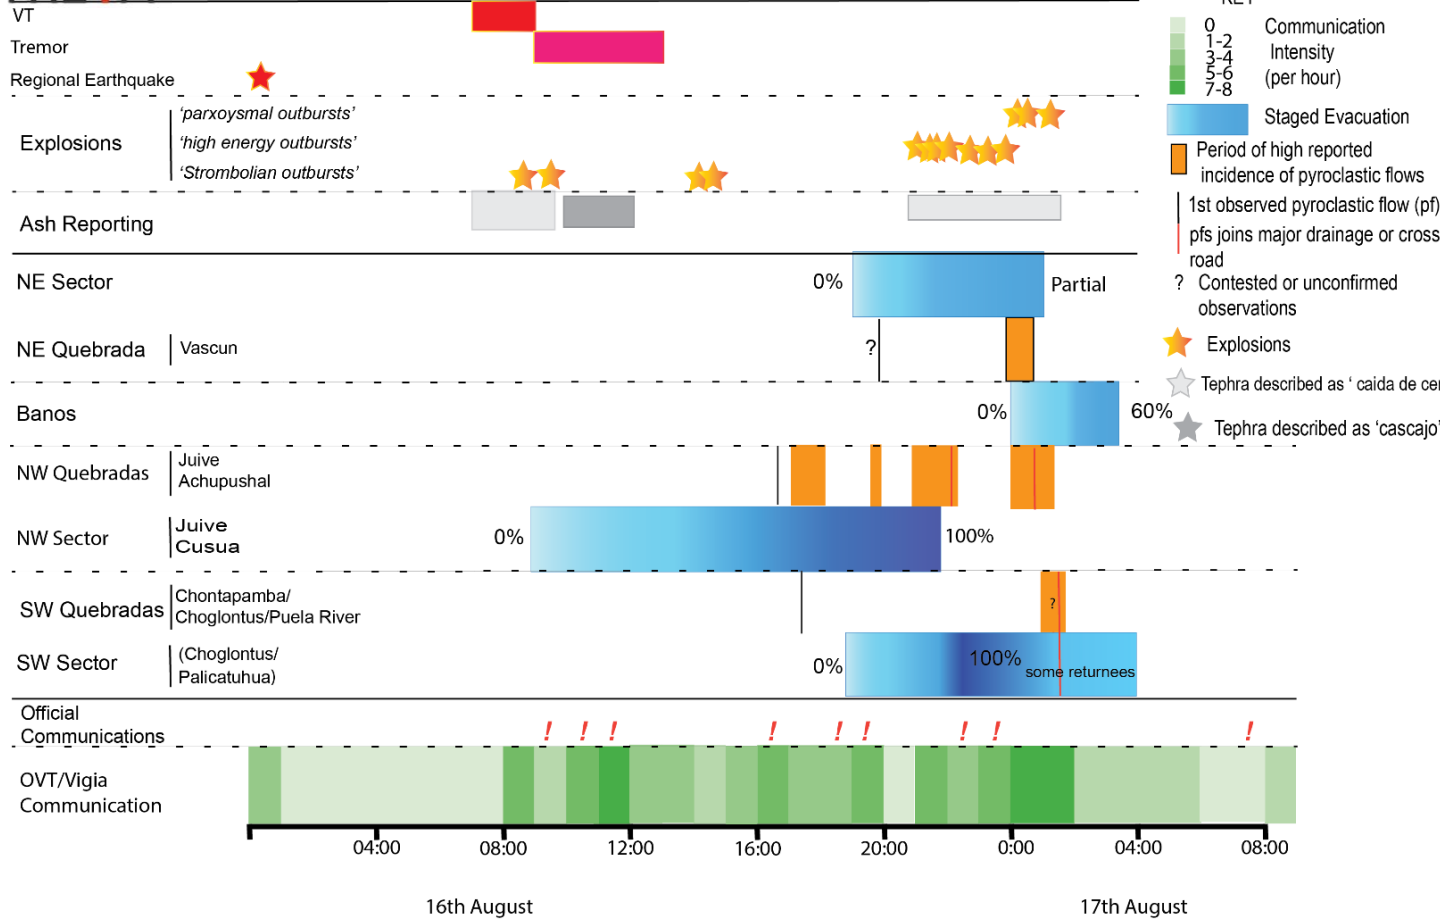 VT
Tremor
Regional Earthquake
Explosions
'parxoysmal outbursts'
'high energy outbursts'
'Strombolian outbursts'
Ash Reporting
NE Sector
0%
Partial
NE Quebrada
Vascun
?
Banos
0%
60%
NW Quebradas
Juive
Achupushal
NW Sector
Juive
Cusua
0%
100%
SW Quebradas
Chontapamba/
Choglontus/Puela River
?
SW Sector
(Choglontus/
Palicatuhua)
0%
100%
some returnees
Official
Communications
! ! ! ! ! ! ! ! !
OVT/Vigia
Communication
04:00 08:00 12:00 16:00 20:00 0:00 04:00 08:00
16th August 17th August
KEY
0
1-2
3-4
5-6
7-8
Communication
Intensity
(per hour)
Staged Evacuation
Period of high reported
incidence of pyroclastic flows
1st observed pyroclastic flow (pf)
pfs joins major drainage or cross
road
? Contested or unconfirmed
observations
Explosions
Tephra described as ' caida de cer
Tephra described as 'cascajo'